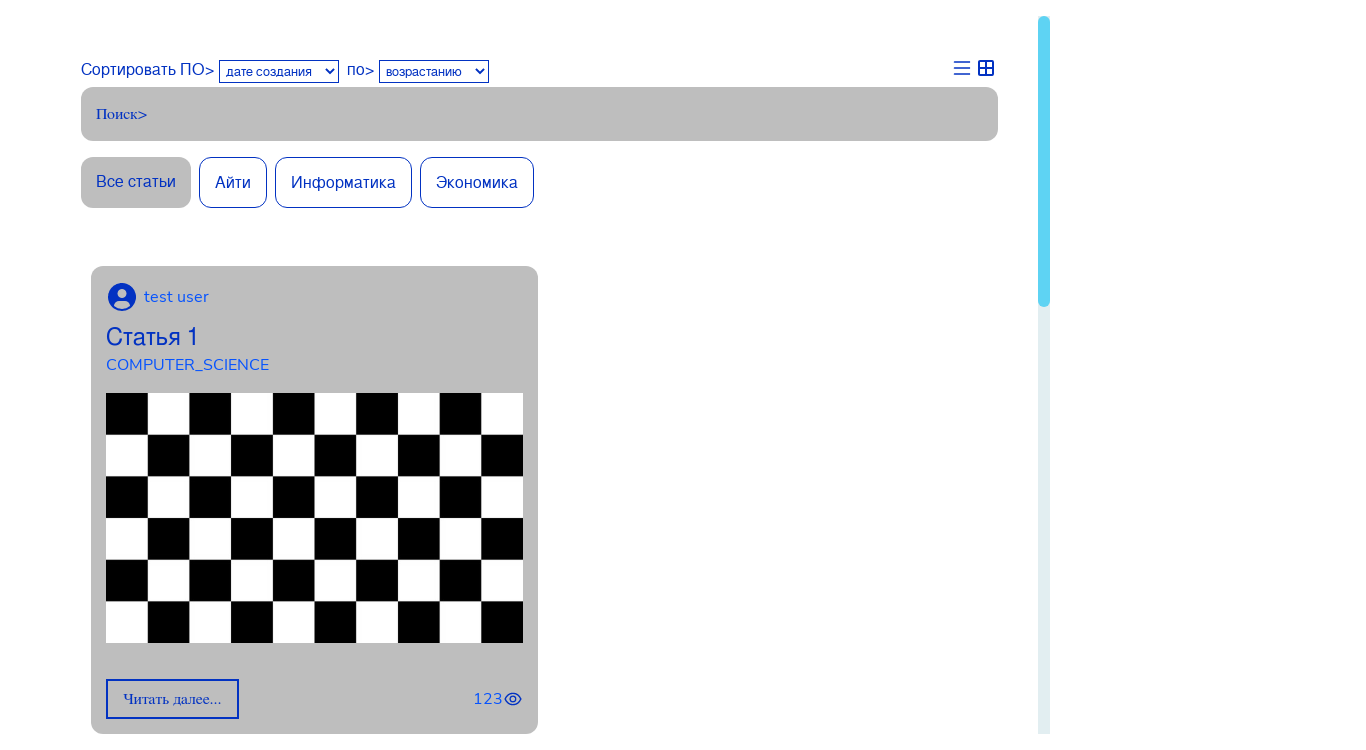 Сортировать ПО> дате создания по> возрастанию
Поиск>
Все статьи Айти Информатика Экономика
test user
Статья 1
COMPUTER_SCIENCE
Читать далее... 123